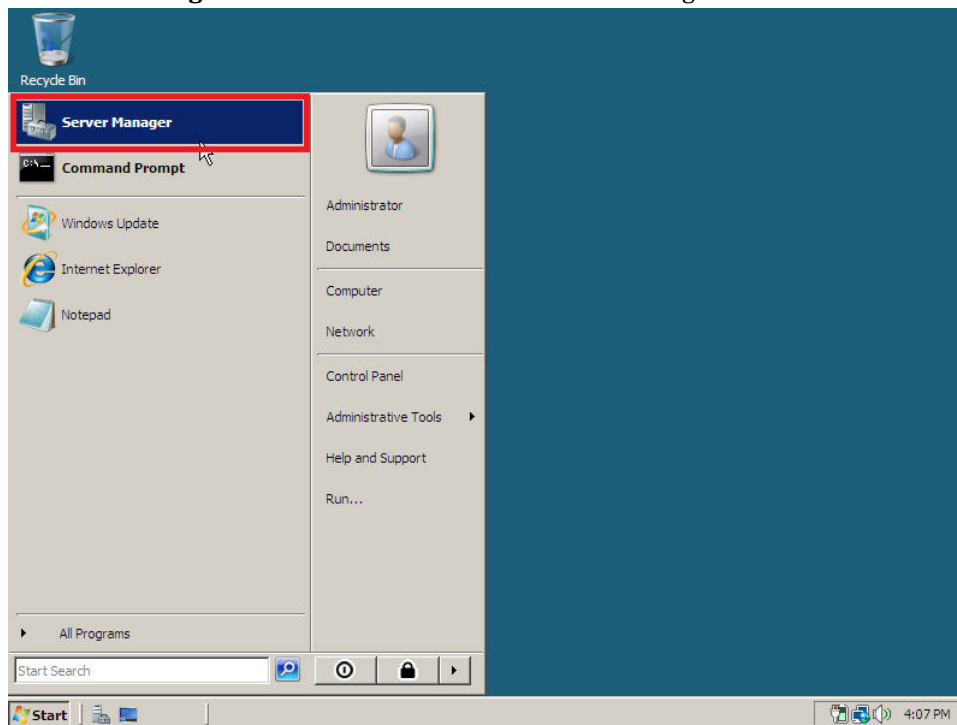 Recycle Bin
Server Manager
C:\_
Command Prompt
Windows Update
Internet Explorer
Notepad
All Programs
Start Search
Administrator
Documents
Computer
Network
Control Panel
Administrative Tools
Help and Support
Run...
Start
4:07 PM